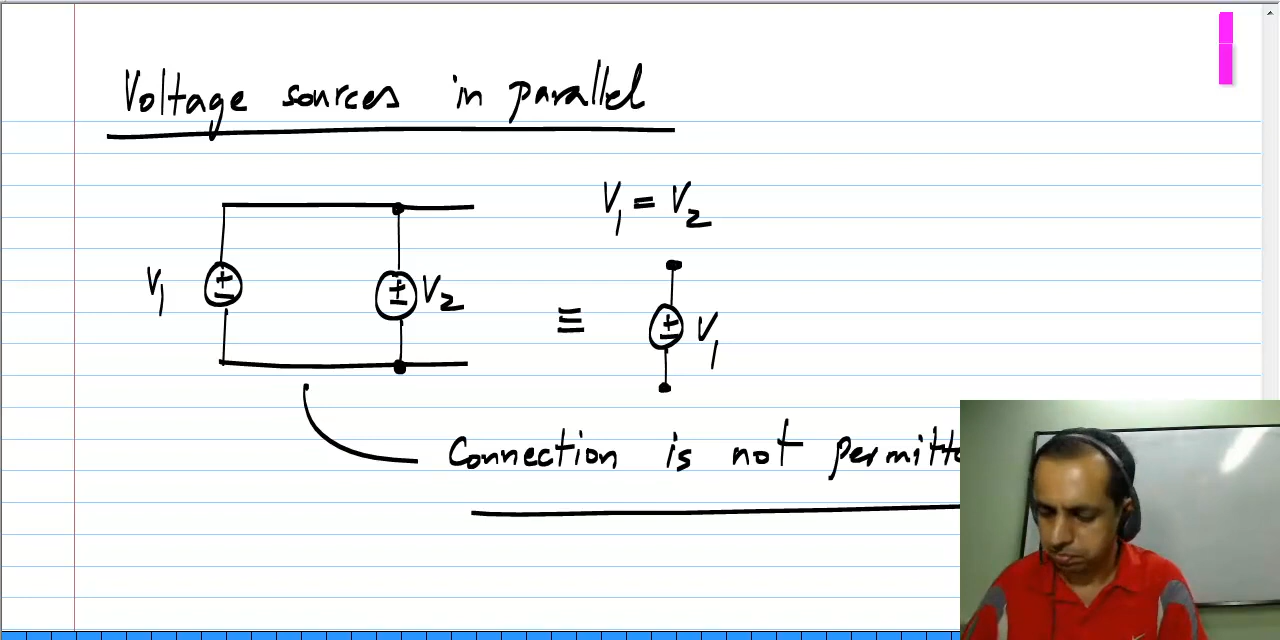 Voltage sources in parallel
V1 = V2
V1
V2
≡
V1
Connection is not